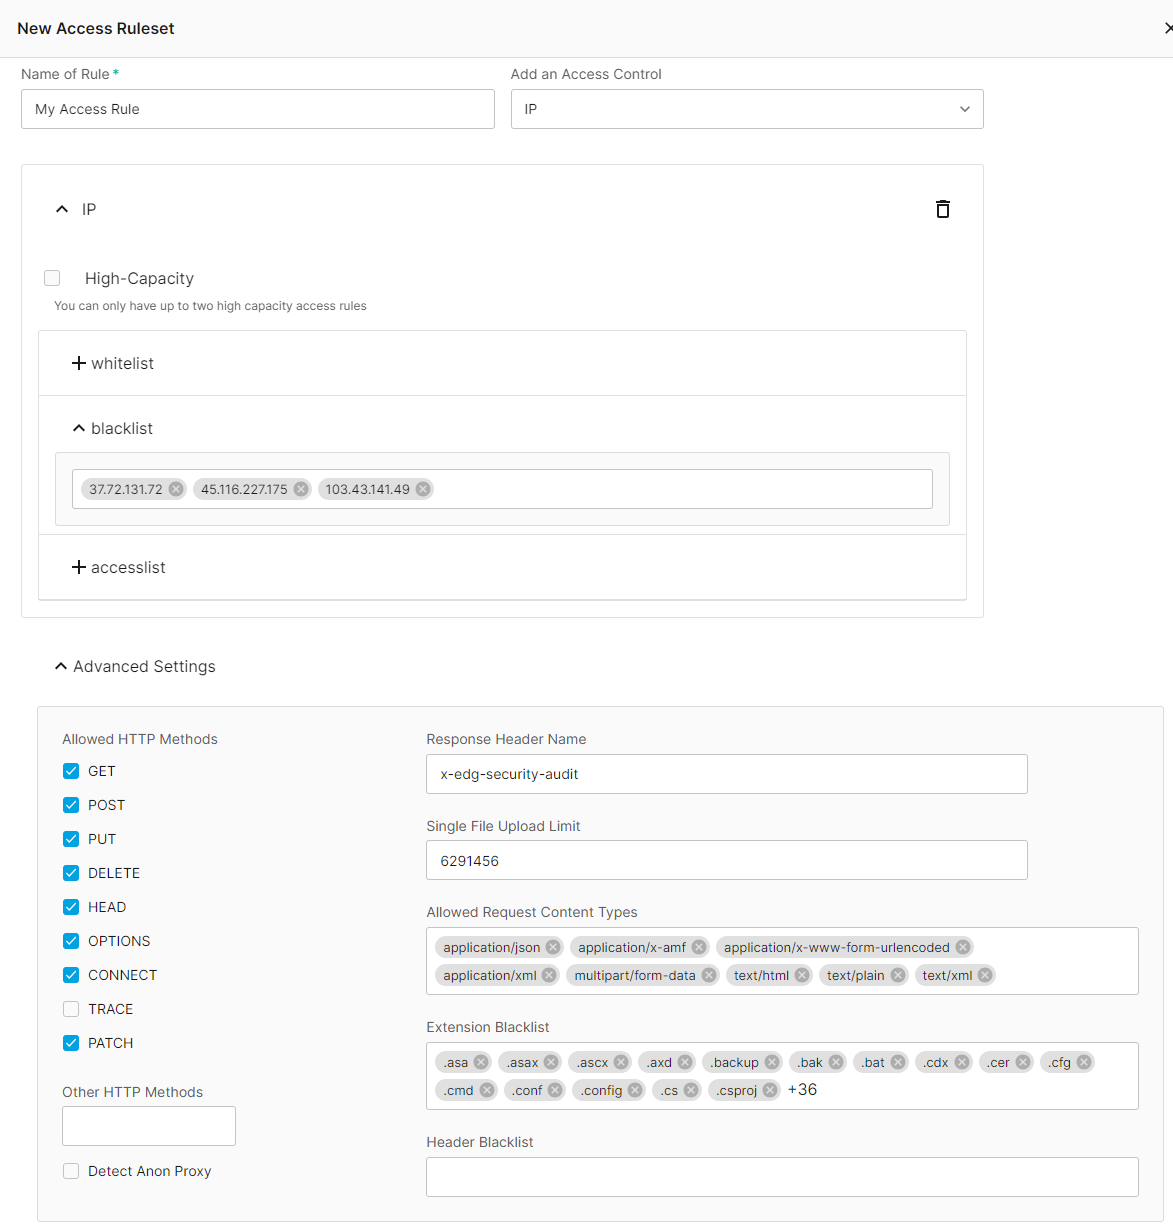 New Access Ruleset
Name of Rule *
Add an Access Control
My Access Rule
IP
IP
High-Capacity
You can only have up to two high capacity access rules
whitelist
blacklist
37.72.131.72 45.116.227.175 103.43.141.49
accesslist
Advanced Settings
Allowed HTTP Methods
GET
POST
PUT
DELETE
HEAD
OPTIONS
CONNECT
TRACE
PATCH
Other HTTP Methods
Detect Anon Proxy
Response Header Name
x-edg-security-audit
Single File Upload Limit
6291456
Allowed Request Content Types
application/json application/x-amf application/x-www-form-urlencoded
application/xml multipart/form-data text/html text/plain text/xml
Extension Blacklist
.asa .asax .ascx .axd .backup .bak .bat .cdx .cer .cfg
.cmd .conf .config .cs .csproj +36
Header Blacklist